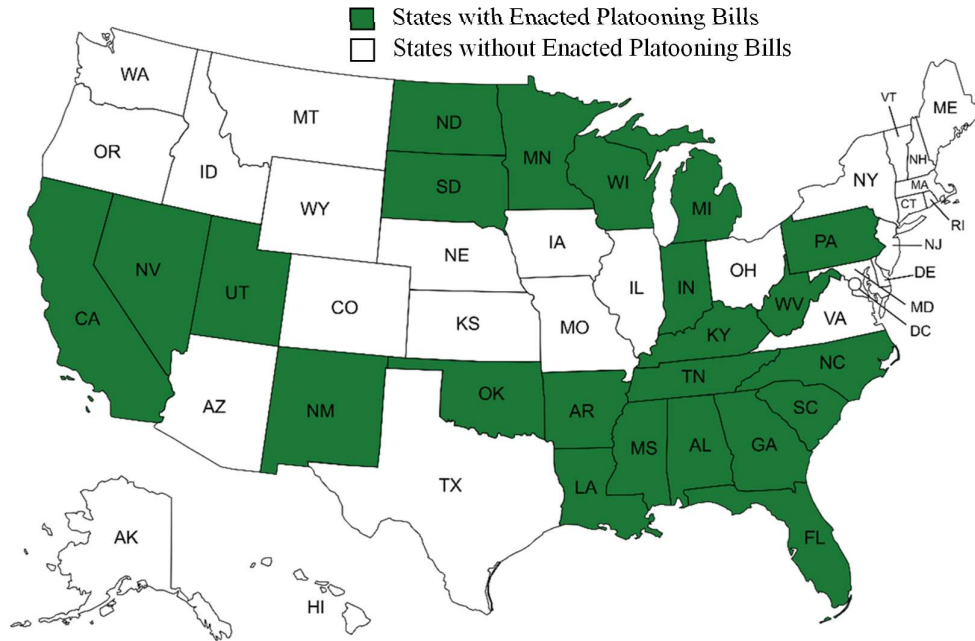 States with Enacted Platooning Bills
States without Enacted Platooning Bills
WA
MT
ND
MN
VT
ME
OR
ID
SD
WI
MI
NY
NH
MA
CT
RI
WY
IA
NE
PA
NJ
NV
UT
CO
IL
IN
OH
DE
CA
KS
MO
WV
VA
MD
DC
KY
NC
TN
AZ
NM
OK
AR
SC
MS
AL
GA
TX
LA
FL
AK
HI